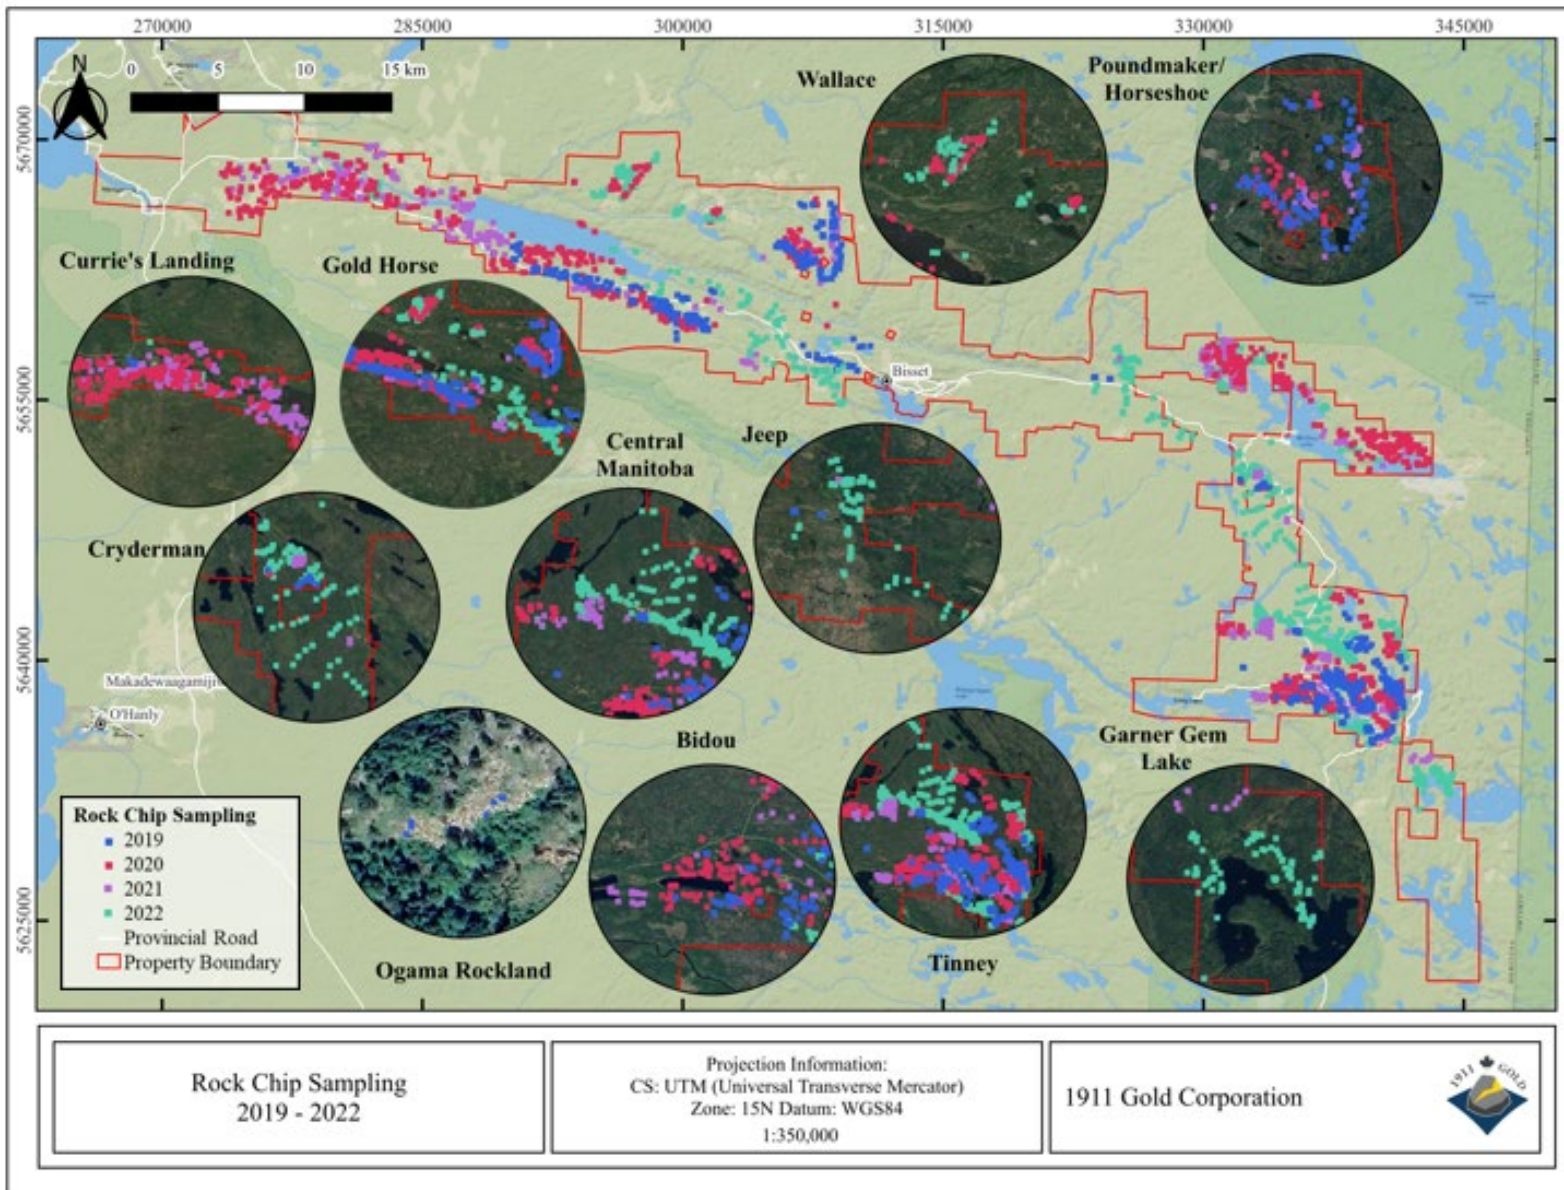 270000
285000
300000
315000
330000
345000
N
0
5
10
15 km
5670000
5655000
5640000
5625000
Wallace
Poundmaker/
Horseshoe
Currie's Landing
Gold Horse
Bisset
Central
Manitoba
Jeep
Cryderman
O'Hanly
Bidou
Garner Gem
Lake
Ogama Rockland
Tinney
Rock Chip Sampling
2019
2020
2021
2022
Provincial Road
Property Boundary
Rock Chip Sampling
2019 - 2022
Projection Information:
CS: UTM (Universal Transverse Mercator)
Zone: 15N Datum: WGS84
1:350,000
1911 Gold Corporation
1911 GOLD